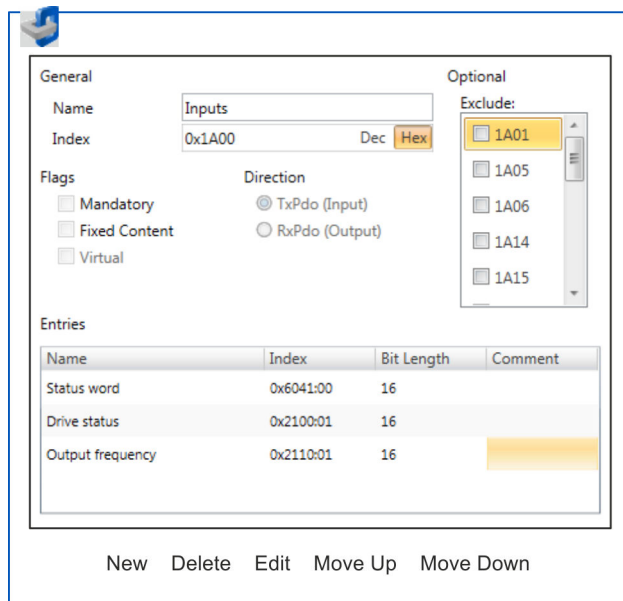 General
Name Inputs
Index 0x1A00 Dec Hex
Flags
Mandatory
Fixed Content
Virtual
Direction
TxPdo (Input)
RxPdo (Output)
Optional
Exclude:
1A01
1A05
1A06
1A14
1A15
Entries
Name Index Bit Length Comment
Status word 0x6041:00 16
Drive status 0x2100:01 16
Output frequency 0x2110:01 16
New Delete Edit Move Up Move Down